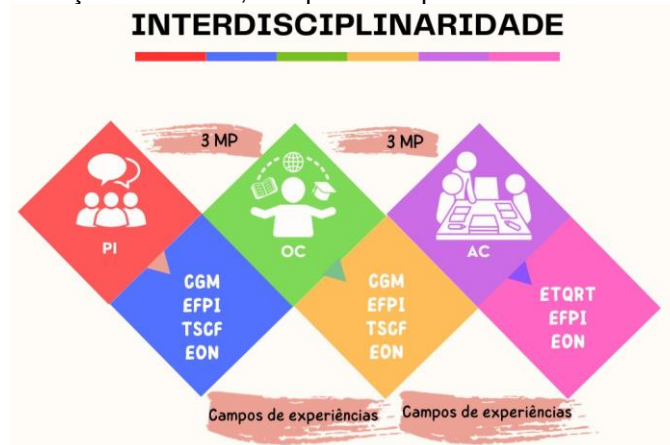 INTERDISCIPLINARIDADE
3 MP
3 MP
PI
OC
AC
CGM
EFPI
TSCF
EON
CGM
EFPI
TSCF
EON
ETQRT
EFPI
EON
Campos de experiências
Campos de experiências